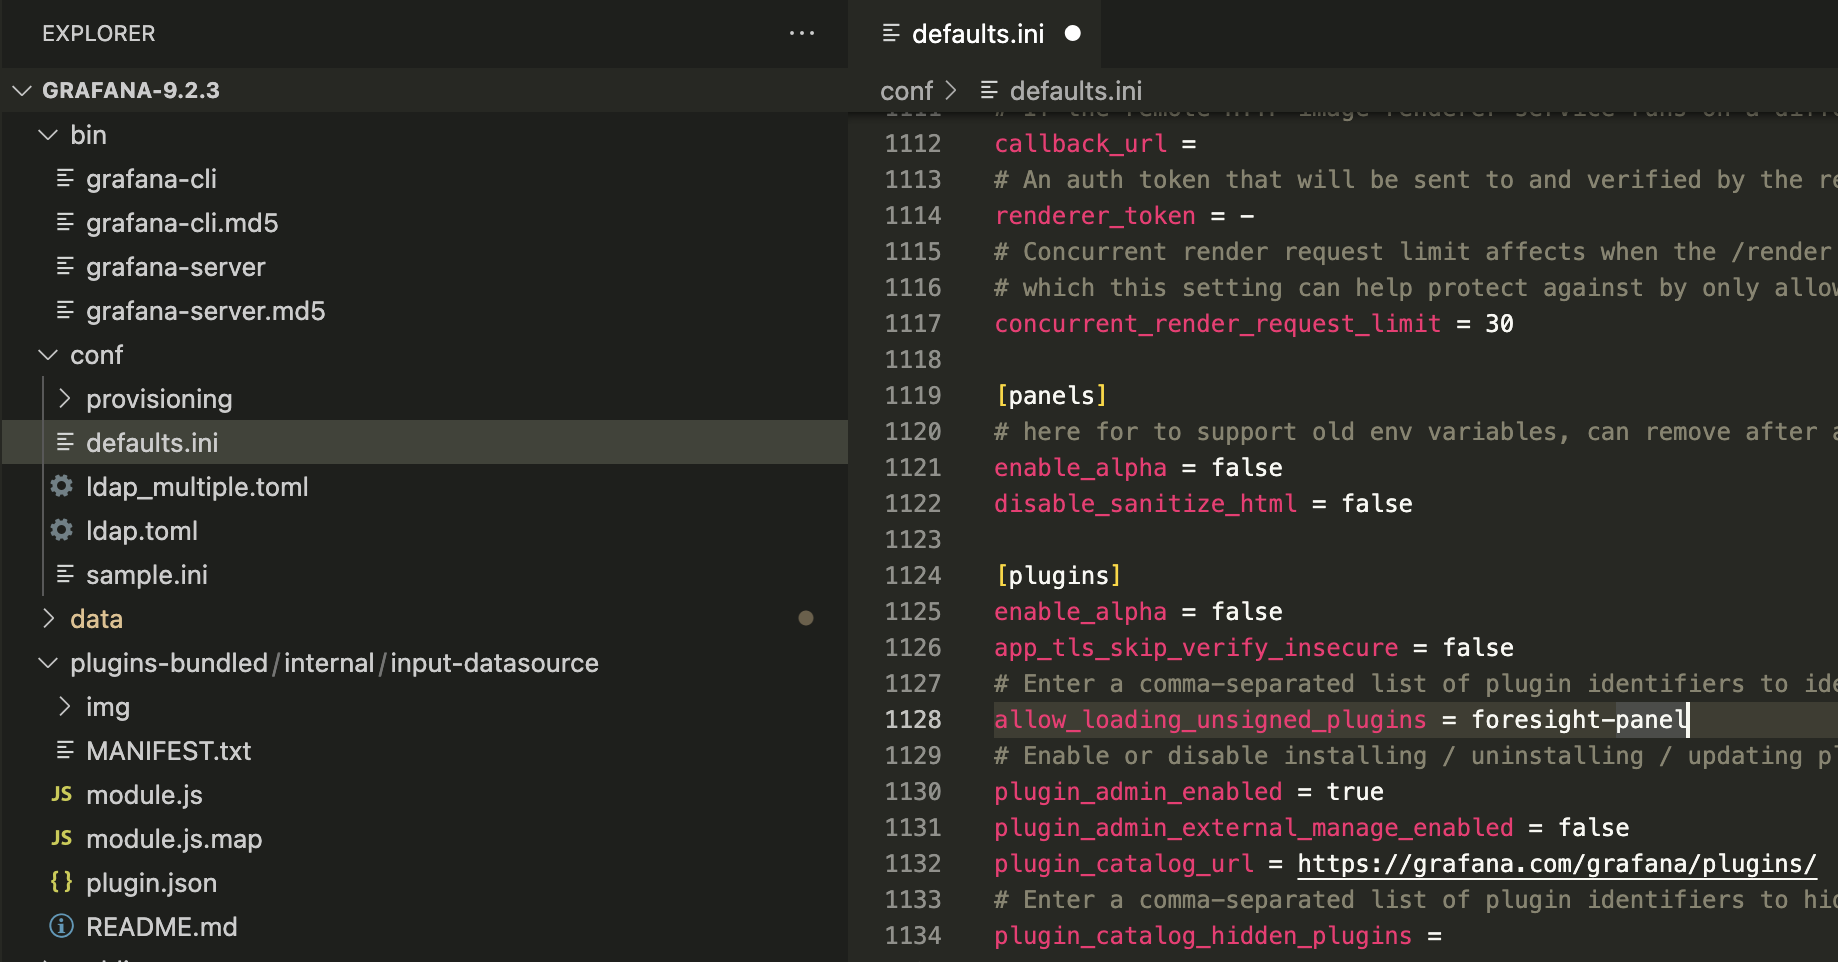 EXPLORER
GRAFANA-9.2.3
bin
grafana-cli
grafana-cli.md5
grafana-server
grafana-server.md5
conf
provisioning
defaults.ini
ldap_multiple.toml
ldap.toml
sample.ini
data
plugins-bundled/internal/input-datasource
img
MANIFEST.txt
JS module.js
JS module.js.map
{} plugin.json
README.md
defaults.ini
conf > defaults.ini
1112 callback_url =
1113 # An auth token that will be sent to and verified by the re
1114 renderer_token = -
1115 # Concurrent render request limit affects when the /render
1116 # which this setting can help protect against by only allow
1117 concurrent_render_request_limit = 30
1118
1119 [panels]
1120 # here for to support old env variables, can remove after a
1121 enable_alpha = false
1122 disable_sanitize_html = false
1123
1124 [plugins]
1125 enable_alpha = false
1126 app_tls_skip_verify_insecure = false
1127 # Enter a comma-separated list of plugin identifiers to ide
1128 allow_loading_unsigned_plugins = foresight-panel
1129 # Enable or disable installing / uninstalling / updating pl
1130 plugin_admin_enabled = true
1131 plugin_admin_external_manage_enabled = false
1132 plugin_catalog_url = https://grafana.com/grafana/plugins/
1133 # Enter a comma-separated list of plugin identifiers to hid
1134 plugin_catalog_hidden_plugins =